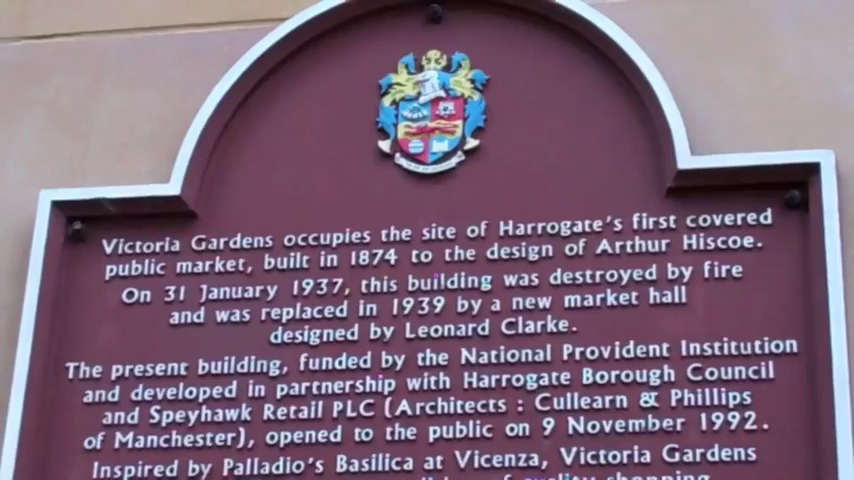 Victoria Gardens occupies the site of Harrogate's first covered
public market, built in 1874 to the design of Arthur Hiscoe.
On 31 January 1937, this building was destroyed by fire
and was replaced in 1939 by a new market hall
designed by Leonard Clarke.
The present building, funded by the National Provident Institution
and developed in partnership with Harrogate Borough Council
and Speyhawk Retail PLC (Architects : Cullearn & Phillips
of Manchester), opened to the public on 9 November 1992.
Inspired by Palladio's Basilica at Vicenza, Victoria Gardens
of quality shopping